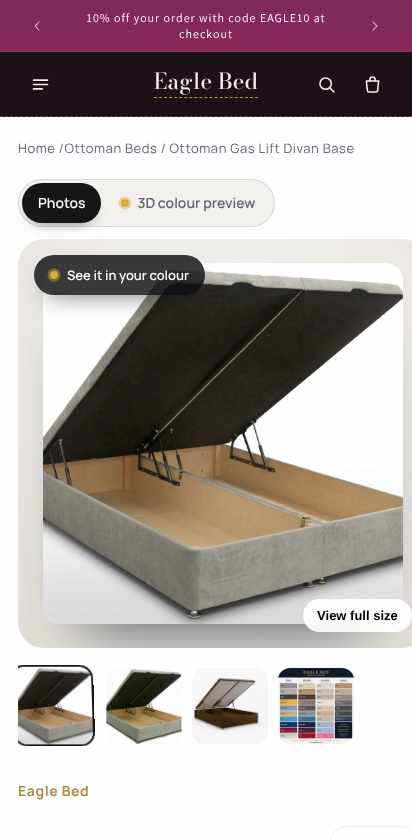 10% off your order with code EAGLE10 at
checkout
Eagle Bed
Home /Ottoman Beds / Ottoman Gas Lift Divan Base
Photos
3D colour preview
See it in your colour
View full size
Eagle Bed